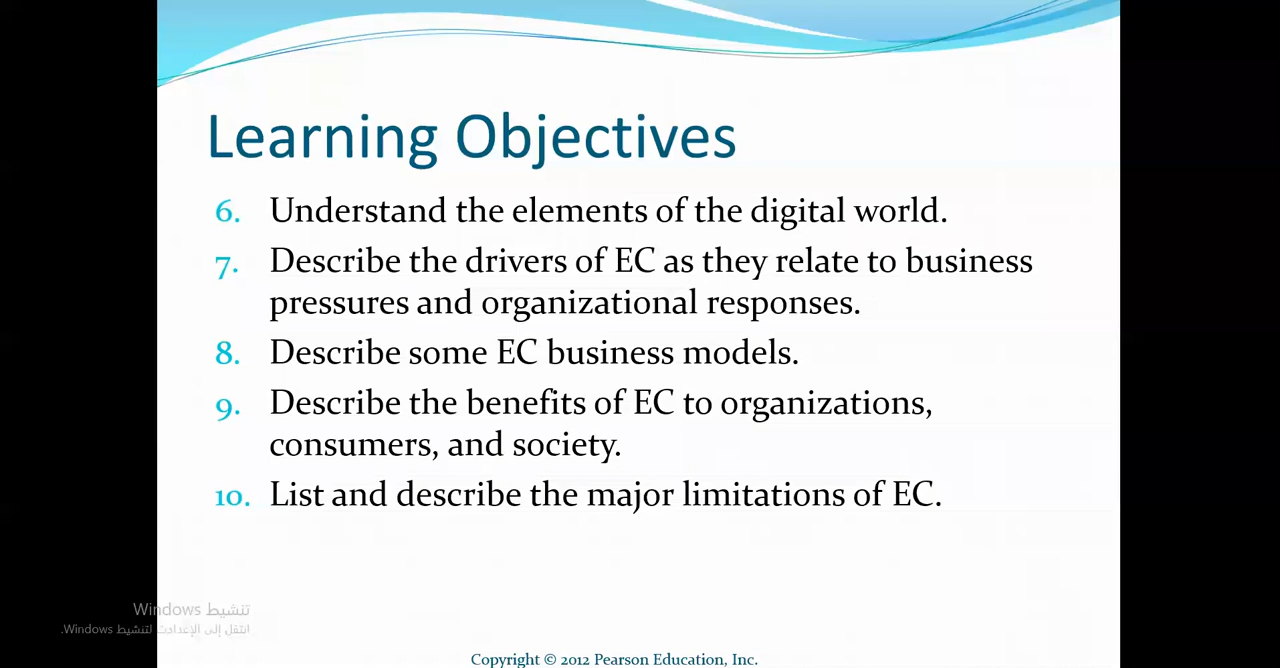 Learning Objectives
6. Understand the elements of the digital world.
7. Describe the drivers of EC as they relate to business
pressures and organizational responses.
8. Describe some EC business models.
9. Describe the benefits of EC to organizations,
consumers, and society.
10. List and describe the major limitations of EC.
تنشيط Windows
انتقل إلى الإعدادت لتنشيط Windows.
Copyright © 2012 Pearson Education, Inc.